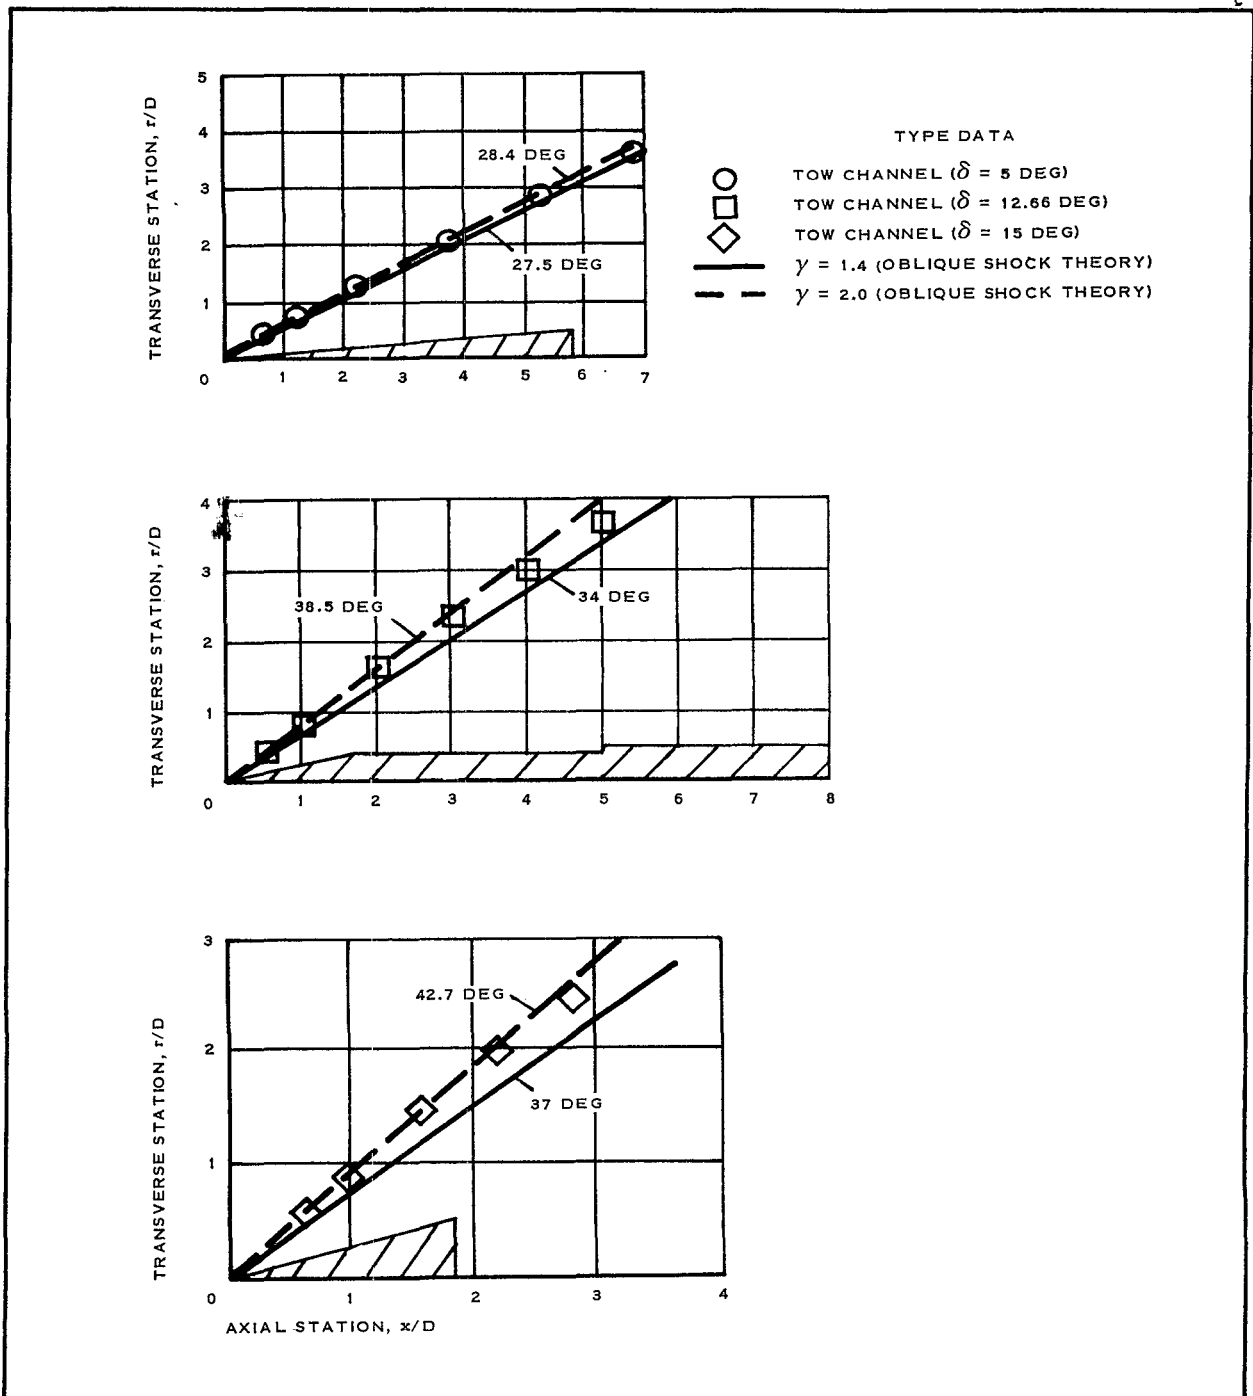 TRANSVERSE STATION, r/D
5
4
3
2
1
0
1
2
3
4
5
6
7
28.4 DEG
27.5 DEG
TYPE DATA
TOW CHANNEL (δ = 5 DEG)
TOW CHANNEL (δ = 12.66 DEG)
TOW CHANNEL (δ = 15 DEG)
γ = 1.4 (OBLIQUE SHOCK THEORY)
γ = 2.0 (OBLIQUE SHOCK THEORY)
TRANSVERSE STATION, r/D
4
3
2
1
0
1
2
3
4
5
6
7
8
38.5 DEG
34 DEG
TRANSVERSE STATION, r/D
3
2
1
0
1
2
3
4
42.7 DEG
37 DEG
AXIAL STATION, x/D